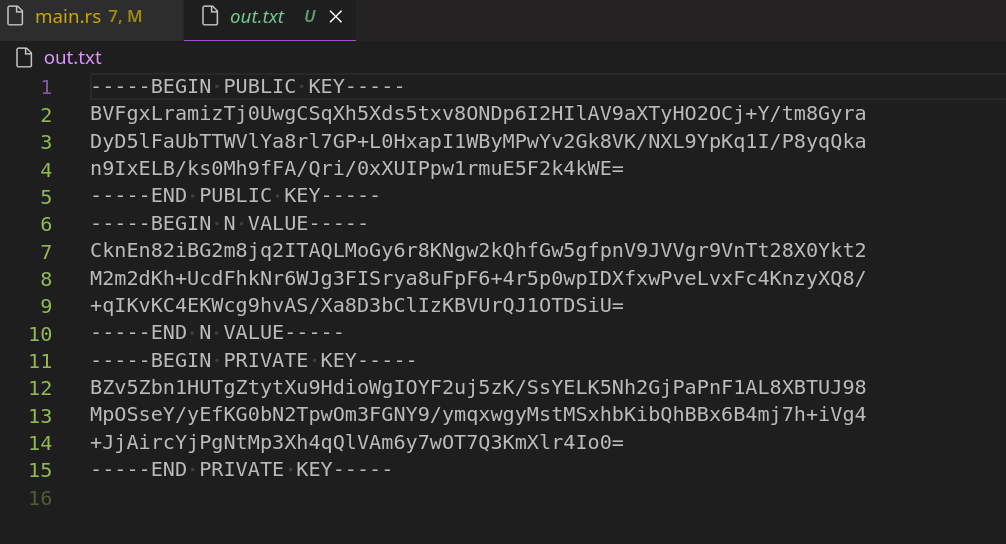 main.rs 7, M out.txt U
out.txt
1 -----BEGIN PUBLIC KEY-----
2 BVFgxLramizTj0UwgCSqXh5Xds5txv8ONDp6I2HIlAV9aXTyHO2OCj+Y/tm8Gyra
3 DyD5lFaUbTTWVlYa8rl7GP+L0HxapI1WByMPwYv2Gk8VK/NXL9YpKq1I/P8yqQka
4 n9IxELB/ks0Mh9fFA/Qri/0xXUIPpw1rmuE5F2k4kWE=
5 -----END PUBLIC KEY-----
6 -----BEGIN N VALUE-----
7 CknEn82iBG2m8jq2ITAQLMoGy6r8KNgw2kQhfGw5gfpnV9JVVgr9VnTt28X0Ykt2
8 M2m2dKh+UcdFhkNr6WJg3FISrya8uFpF6+4r5p0wpIDXfxwPveLvxFc4KnzyXQ8/
9 +qIKvKC4EKWcg9hvAS/Xa8D3bClIzKBVUrQJ1OTDSiU=
10 -----END N VALUE-----
11 -----BEGIN PRIVATE KEY-----
12 BZv5Zbn1HUTgZtytXu9HdioWgIOYF2uj5zK/SsYELK5Nh2GjPaPnF1AL8XBTUJ98
13 MpOSseY/yEfKG0bN2TpwOm3FGNY9/ymqxwgyMstMSxhbKibQhBBx6B4mj7h+iVg4
14 +JjAircYjPgNtMp3Xh4qQlVAm6y7wOT7Q3KmXlr4Io0=
15 -----END PRIVATE KEY-----
16